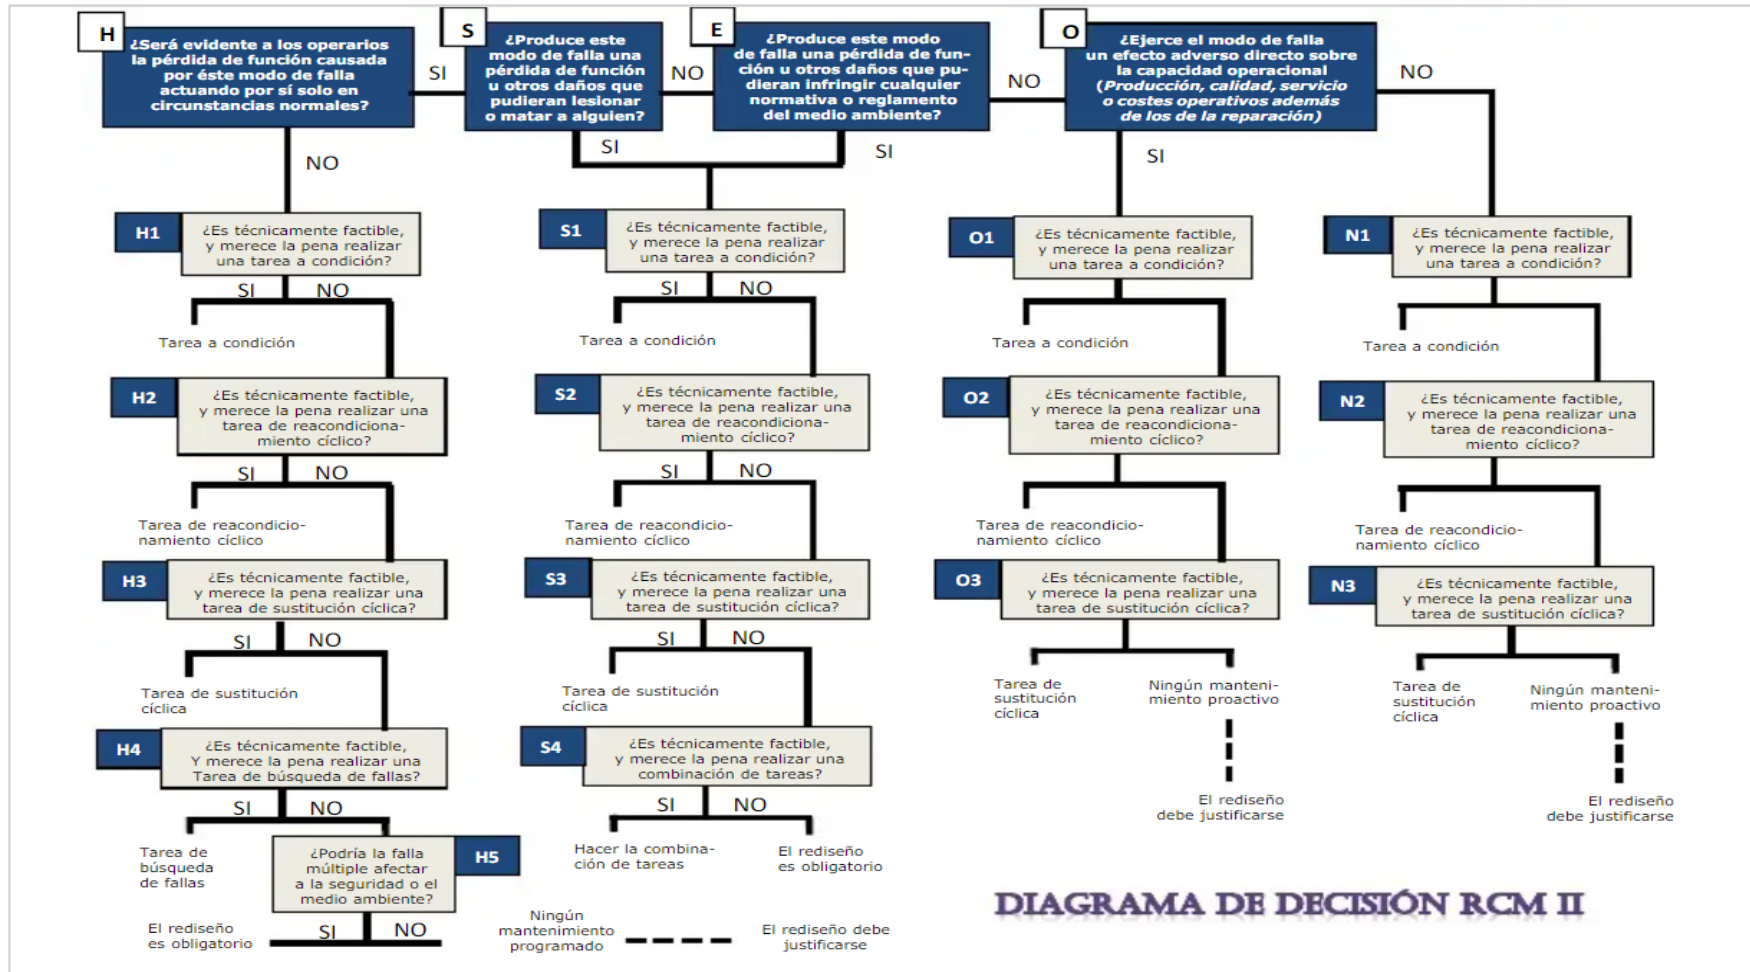 H
¿Será evidente a los operarios
la pérdida de función causada
por éste modo de falla
actuando por sí solo en
circunstancias normales?
SI
S
¿Produce este
modo de falla una
pérdida de función
u otros daños que
pudieran lesionar
o matar a alguien?
NO
E
¿Produce este modo
de falla una pérdida de fun-
ción u otros daños que pu-
dieran infringir cualquier
normativa o reglamento
del medio ambiente?
NO
O
¿Ejerce el modo de falla
un efecto adverso directo sobre
la capacidad operacional
(Producción, calidad, servicio
o costes operativos además
de los de la reparación)
NO
NO
SI
SI
SI
H1
¿Es técnicamente factible,
y merece la pena realizar
una tarea a condición?
SI
NO
Tarea a condición
H2
¿Es técnicamente factible,
y merece la pena realizar una
tarea de reacondiciona-
miento cíclico?
SI
NO
Tarea de reacondicio-
namiento cíclico
H3
¿Es técnicamente factible,
y merece la pena realizar una
tarea de sustitución cíclica?
SI
NO
Tarea de sustitución
cíclica
H4
¿Es técnicamente factible,
Y merece la pena realizar una
Tarea de búsqueda de fallas?
SI
NO
Tarea de
búsqueda
de fallas
¿Podría la falla
múltiple afectar
a la seguridad o el
medio ambiente?
H5
SI
NO
El rediseño
es obligatorio
Ningún
mantenimiento
programado
El rediseño debe
justificarse
S1
¿Es técnicamente factible,
y merece la pena realizar
una tarea a condición?
SI
NO
Tarea a condición
S2
¿Es técnicamente factible,
y merece la pena realizar una
tarea de reacondiciona-
miento cíclico?
SI
NO
Tarea de reacondicio-
namiento cíclico
S3
¿Es técnicamente factible,
y merece la pena realizar una
tarea de sustitución cíclica?
SI
NO
Tarea de sustitución
cíclica
S4
¿Es técnicamente factible,
y merece la pena realizar una
combinación de tareas?
SI
NO
Hacer la combina-
ción de tareas
El rediseño
es obligatorio
O1
¿Es técnicamente factible,
y merece la pena realizar
una tarea a condición?
Tarea a condición
O2
¿Es técnicamente factible,
y merece la pena realizar una
tarea de reacondiciona-
miento cíclico?
Tarea de reacondicio-
namiento cíclico
O3
¿Es técnicamente factible,
y merece la pena realizar una
tarea de sustitución cíclica?
Tarea de
sustitución
cíclica
Ningún manteni-
miento proactivo
El rediseño
debe justificarse
N1
¿Es técnicamente factible,
y merece la pena realizar
una tarea a condición?
Tarea a condición
N2
¿Es técnicamente factible,
y merece la pena realizar una
tarea de reacondiciona-
miento cíclico?
Tarea de reacondicio-
namiento cíclico
N3
¿Es técnicamente factible,
y merece la pena realizar una
tarea de sustitución cíclica?
Tarea de
sustitución
cíclica
Ningún manteni-
miento proactivo
El rediseño
debe justificarse
DIAGRAMA DE DECISIÓN RCM II